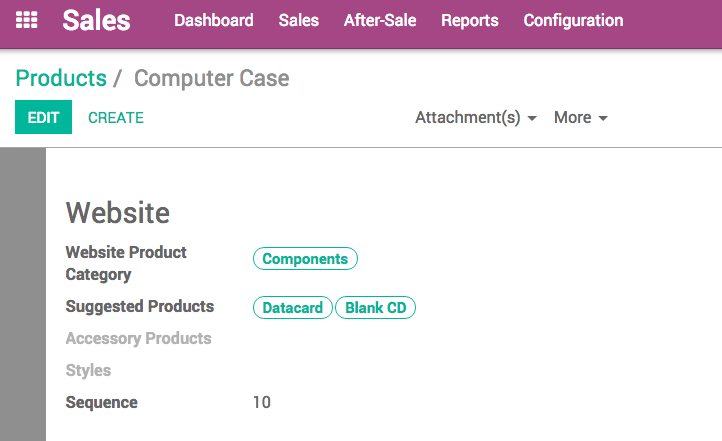 Sales Dashboard Sales After-Sale Reports Configuration
Products / Computer Case
EDIT CREATE Attachment(s) More
Website
Website Product
Category
Components
Suggested Products Datacard Blank CD
Accessory Products
Styles
Sequence 10